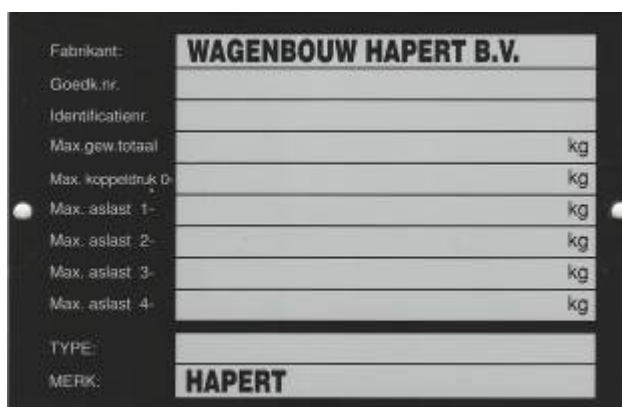 Fabrikant: WAGENBOUW HAPERT B.V.
Goedk.nr.
Identificatienr.
Max.gew.totaal kg
Max. koppeldruk 0- kg
Max. aslast 1- kg
Max. aslast 2- kg
Max. aslast 3- kg
Max. aslast 4- kg
TYPE:
MERK: HAPERT